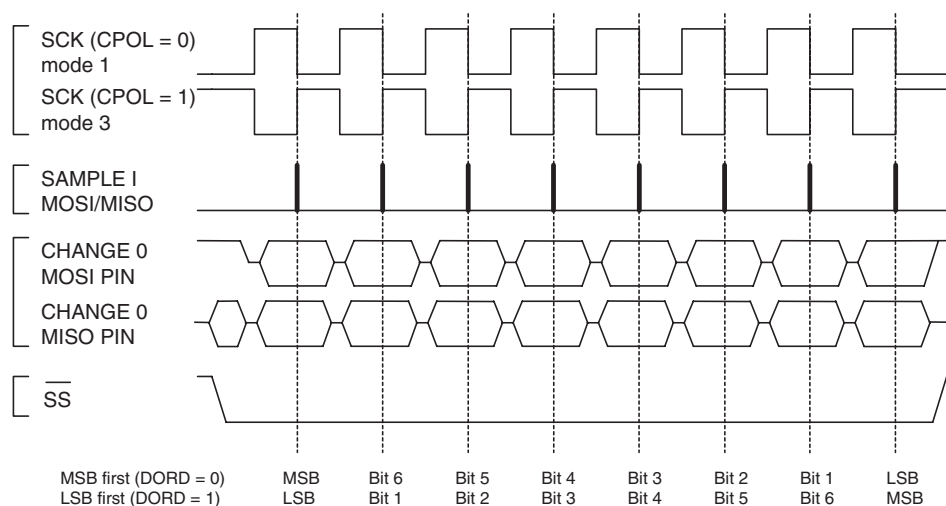 SCK (CPOL = 0)
mode 1
SCK (CPOL = 1)
mode 3
SAMPLE I
MOSI/MISO
CHANGE 0
MOSI PIN
CHANGE 0
MISO PIN
SS
MSB first (DORD = 0) MSB Bit 6 Bit 5 Bit 4 Bit 3 Bit 2 Bit 1 LSB
LSB first (DORD = 1) LSB Bit 1 Bit 2 Bit 3 Bit 4 Bit 5 Bit 6 MSB